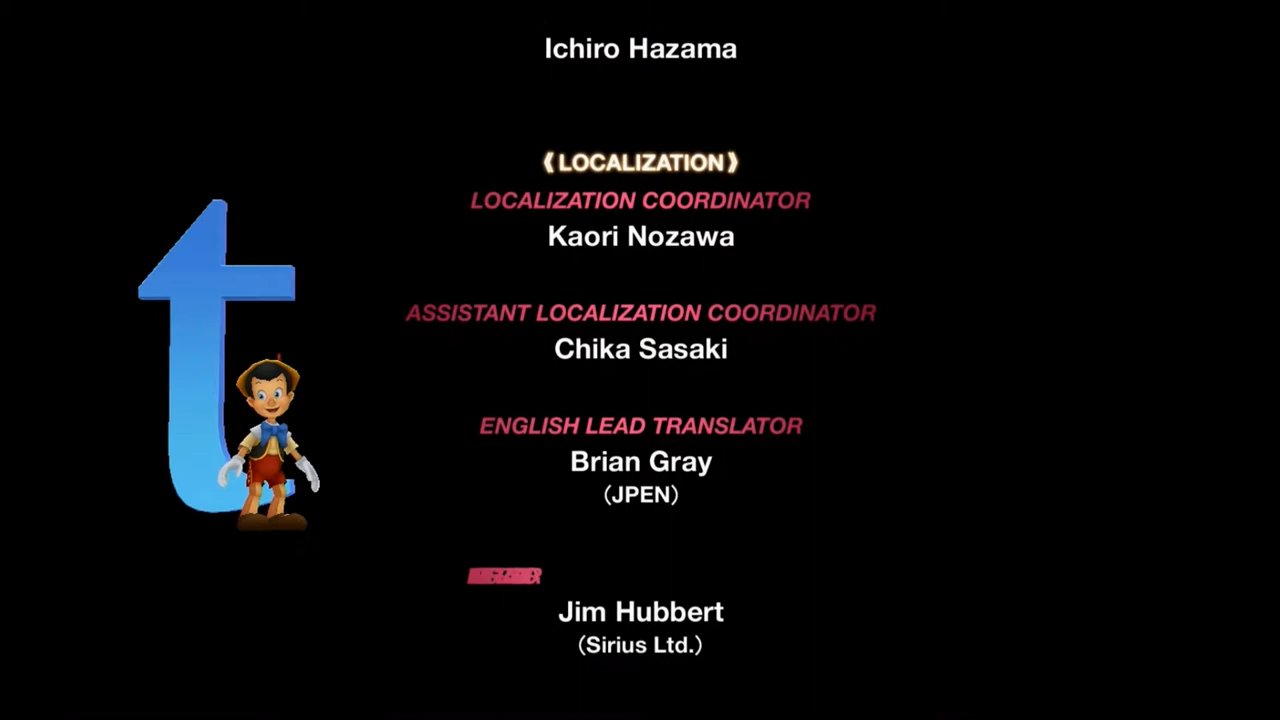 Ichiro Hazama
《LOCALIZATION》
LOCALIZATION COORDINATOR
Kaori Nozawa
ASSISTANT LOCALIZATION COORDINATOR
Chika Sasaki
ENGLISH LEAD TRANSLATOR
Brian Gray
(JPEN)
Jim Hubbert
(Sirius Ltd.)
t